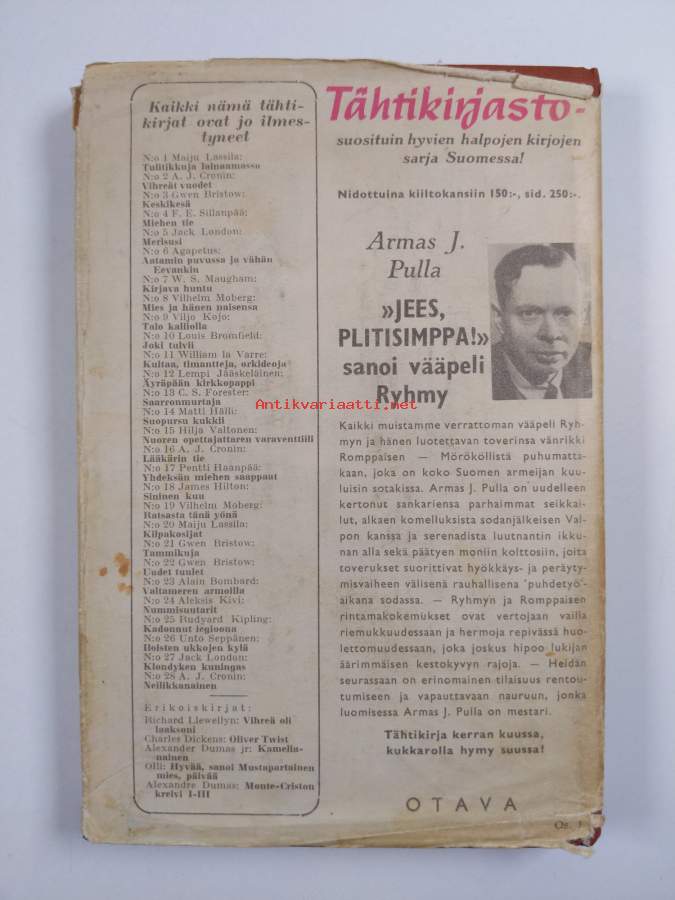 Kaikki nämä tähti-
kirjat ovat jo ilmes-
tyneet
N:o 1 Maiju Lassila:
Tulitikkuja lainaamassa
N:o 2 A. J. Cronin:
Vihreät vuodet
N:o 3 Gwen Bristow:
Keskikesä
N:o 4 F. E. Sillanpää:
Miehen tie
N:o 5 Jack London:
Merisusi
N:o 6 Agapetus:
Aatamin puvussa ja vähän
Eevankin
N:o 7 W. S. Maugham:
Kirjava huntu
N:o 8 Vilhelm Moberg:
Mies ja hänen naisensa
N:o 9 Viljo Kojo:
Talo kalliolla
N:o 10 Louis Bromfield:
Joki tulvii
N:o 11 William la Varre:
Kultaa, timantteja, orkideoja
N:o 12 Lempi Jääskeläinen:
Äyräpään kirkkopappi
N:o 13 C. S. Forester:
Saaronmurtaja
N:o 14 Matti Hälli:
Suopursu kukkii
N:o 15 Hilja Valtonen:
Nuoren opettajattaren varaventtiili
N:o 16 A. J. Cronin:
Lääkärin tie
N:o 17 Pentti Haanpää:
Yhdeksän miehen saappaat
N:o 18 James Hilton:
Sininen kuu
N:o 19 Vilhelm Moberg:
Ratsasta tänä yönä
N:o 20 Maiju Lassila:
Kilpakosijat
N:o 21 Gwen Bristow:
Tammikuja
N:o 22 Gwen Bristow:
Uudet tuulet
N:o 23 Alain Bombard:
Valtameren armoilla
N:o 24 Aleksis Kivi:
Nummisuutarit
N:o 25 Rudyard Kipling:
Kadonnut legioona
N:o 26 Unto Seppänen:
Iloisten ukkojen kylä
N:o 27 Jack London:
Klondyken kuningas
N:o 28 A. J. Cronin:
Neilikkanainen
Erikoiskirjat:
Richard Llewellyn: Vihreä oli
laaksoni
Charles Dickens: Oliver Twist
Alexander Dumas jr: Kamelia-
nainen
Olli: Hyvää, sanoi Mustapartainen
mies, päivää
Alexandre Dumas: Monte-Criston
kreivi I-III
Tähtikirjasto-
suosituin hyvien halpojen kirjojen
sarja Suomessa!
Nidottuina kiiltokansiin 150:-, sid. 250:-.
Armas J.
Pulla
»JEES,
PLITISIMPPA!»
sanoi vääpeli
Ryhmy
Antikvariaatti.net
Kaikki muistamme verrattoman vääpeli Ryh-
myn ja hänen luotettavan toverinsa vänrikki
Romppaisen — Mörököllistä puhumatta-
kaan, joka on koko Suomen armeijan kuu-
luisin sotakissa. Armas J. Pulla on uudelleen
kertonut sankariensa parhaimmat seikkai-
lut, alkaen komelluksista sodanjälkeisen Val-
pon kanssa ja serenadista luutnantin ikku-
nan alla sekä päätyen moniin kolttosiin, joita
toverukset suorittivat hyökkäys- ja peräyty-
misvaiheen välisenä rauhallisena 'puhdetyö'-
aikana sodassa. — Ryhmyn ja Romppaisen
rintamakokemukset ovat vertojaan vailla
riemukkuudessaan ja hermoja repivässä huo-
lettomuudessaan, joka joskus hipoo lukijan
äärimmäisen kestokyvyn rajoja. — Heidän
seurassaan on erinomainen tilaisuus rentou-
tumiseen ja vapauttavaan nauruun, jonka
luomisessa Armas J. Pulla on mestari.
Tähtikirja kerran kuussa,
kukkarolla hymy suussa!
OTAVA